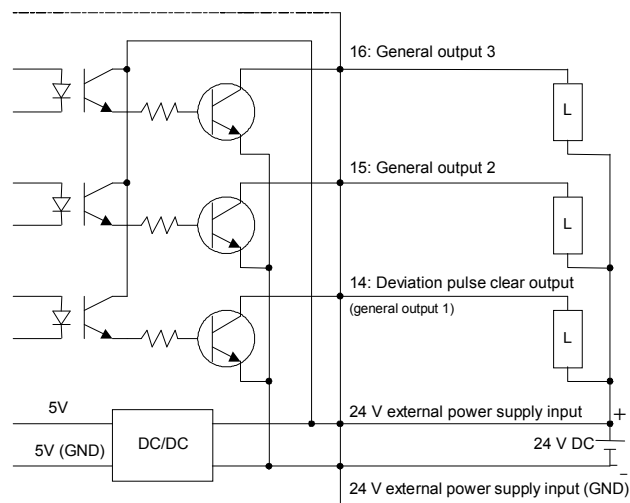 16: General output 3
L
15: General output 2
L
14: Deviation pulse clear output
(general output 1)
L
5V
24 V external power supply input
+
DC/DC
24 V DC
5V (GND)
-
24 V external power supply input (GND)